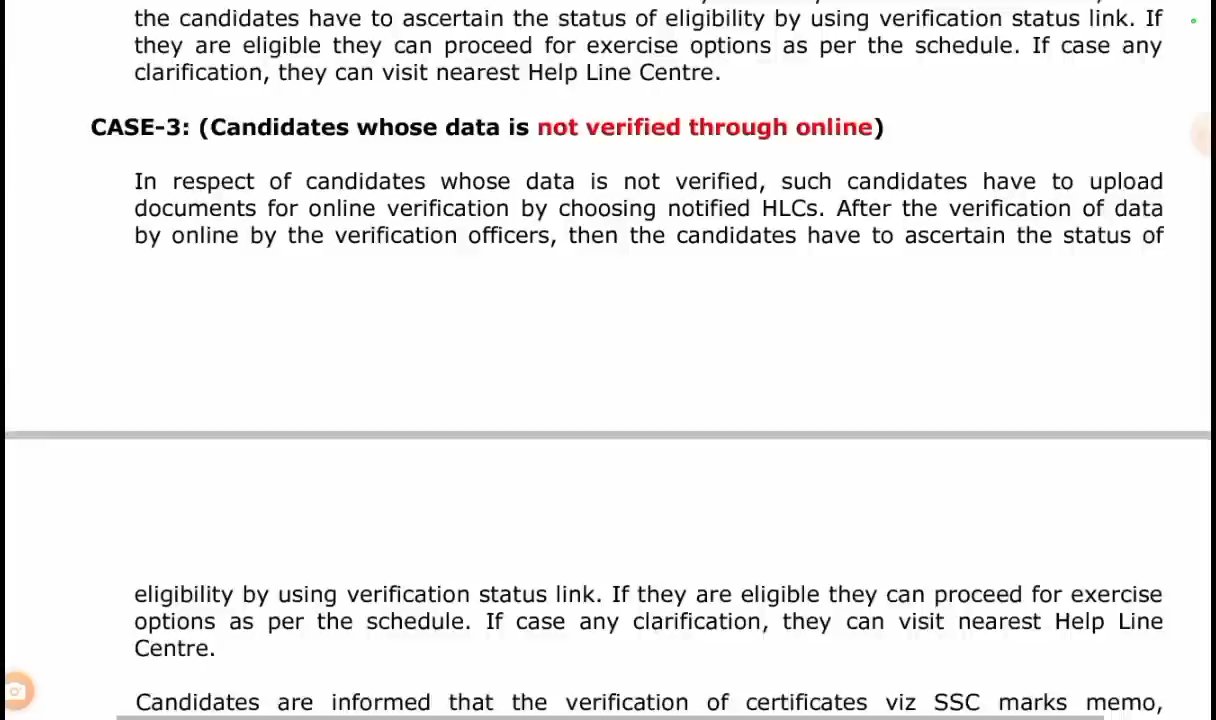 the candidates have to ascertain the status of eligibility by using verification status link. If
they are eligible they can proceed for exercise options as per the schedule. If case any
clarification, they can visit nearest Help Line Centre.
CASE-3: (Candidates whose data is not verified through online)
In respect of candidates whose data is not verified, such candidates have to upload
documents for online verification by choosing notified HLCs. After the verification of data
by online by the verification officers, then the candidates have to ascertain the status of
eligibility by using verification status link. If they are eligible they can proceed for exercise
options as per the schedule. If case any clarification, they can visit nearest Help Line
Centre.
Candidates are informed that the verification of certificates viz SSC marks memo,